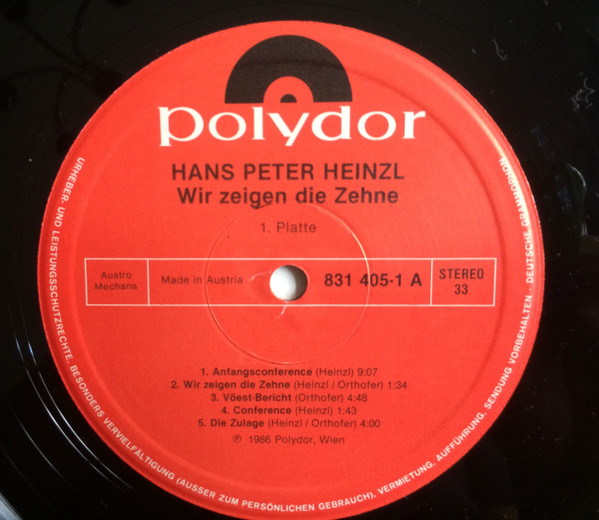 polydor
HANS PETER HEINZL
Wir zeigen die Zehne
1. Platte
Austro
Mechana
Made in Austria
831 405-1 A
STEREO
33
1. Anfangsconference (Heinzl) 9:07
2. Wir zeigen die Zehne (Heinzl / Orthofer) 1:34
3. Vöest-Bericht (Orthofer) 4:48
4. Conference (Heinzl) 1:43
5. Die Zulage (Heinzl / Orthofer) 4:00
℗ 1986 Polydor, Wien
URHEBER- UND LEISTUNGSSCHUTZRECHTE, BESONDERS VERVIELFÄLTIGUNG (AUSSER ZUM PERSÖNLICHEN GEBRAUCH), VERMIETUNG, AUFFÜHRUNG, SENDUNG VORBEHALTEN · DEUTSCHE